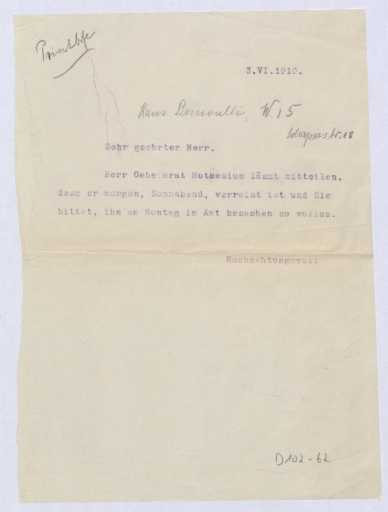 3.VI.1910.
Hans Bernoulli, W. 15
Sehr geehrter Herr.
Herr Geheimrat Muthesius lässt mitteilen,
dass er morgen, Sonnabend, verreist ist und Sie
bittet, ihn am Montag im Amt besuchen zu wollen.
Hochachtungsvoll
D102-62